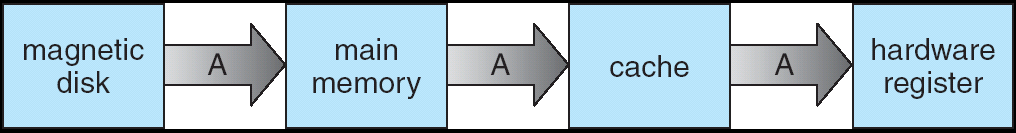 magnetic
disk
A
main
memory
A
cache
A
hardware
register